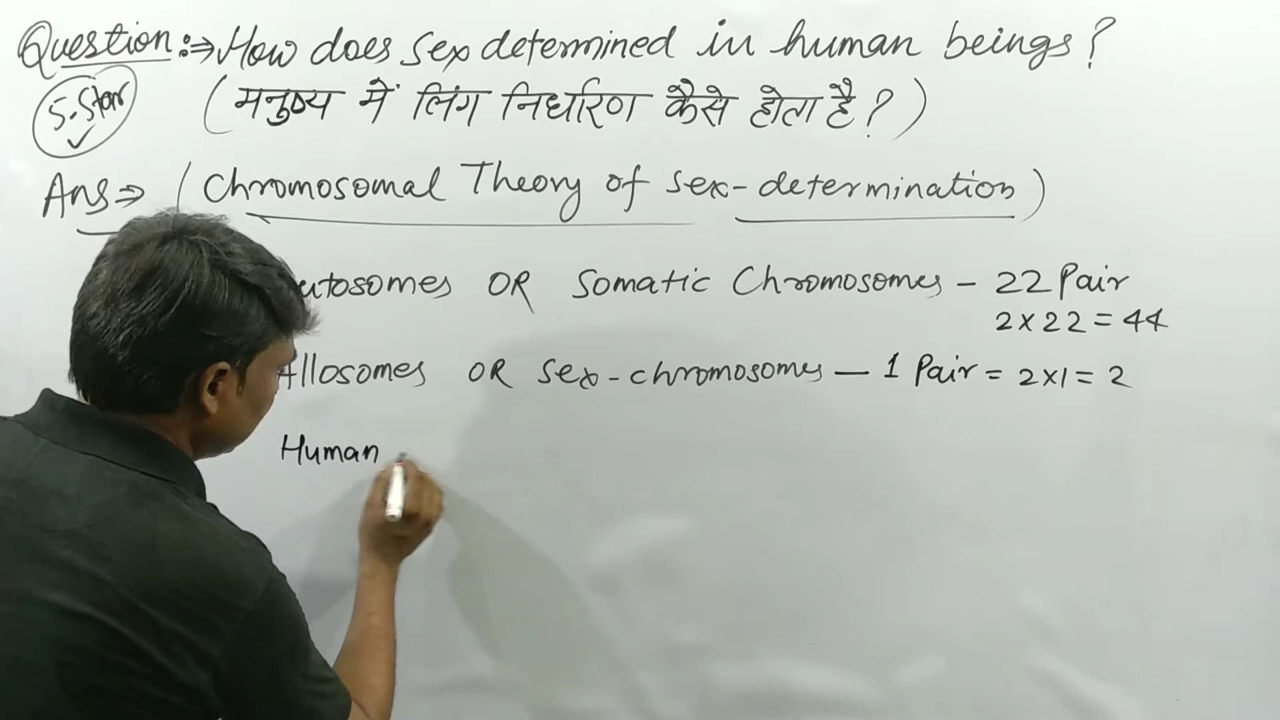 Question :⇒ How does sex determined in human beings?
5-Star (मनुष्य में लिंग निर्धारण कैसे होता है?)
Ans ⇒ (Chromosomal Theory of sex-determination)
utosomes OR Somatic Chromosomes - 22 Pair
2×22 = 44
Allosomes OR Sex-chromosomes — 1 Pair = 2×1 = 2
Human